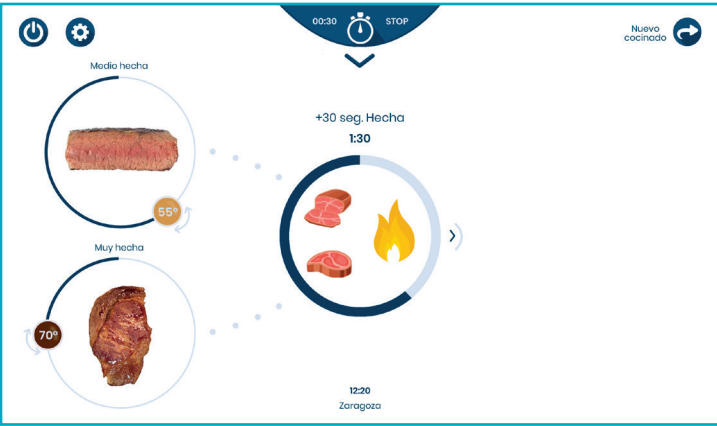 00:30
STOP
Nuevo
cocinado
Medio hecha
55º
+30 seg. Hecha
1:30
Muy hecha
70º
12:20
Zaragoza